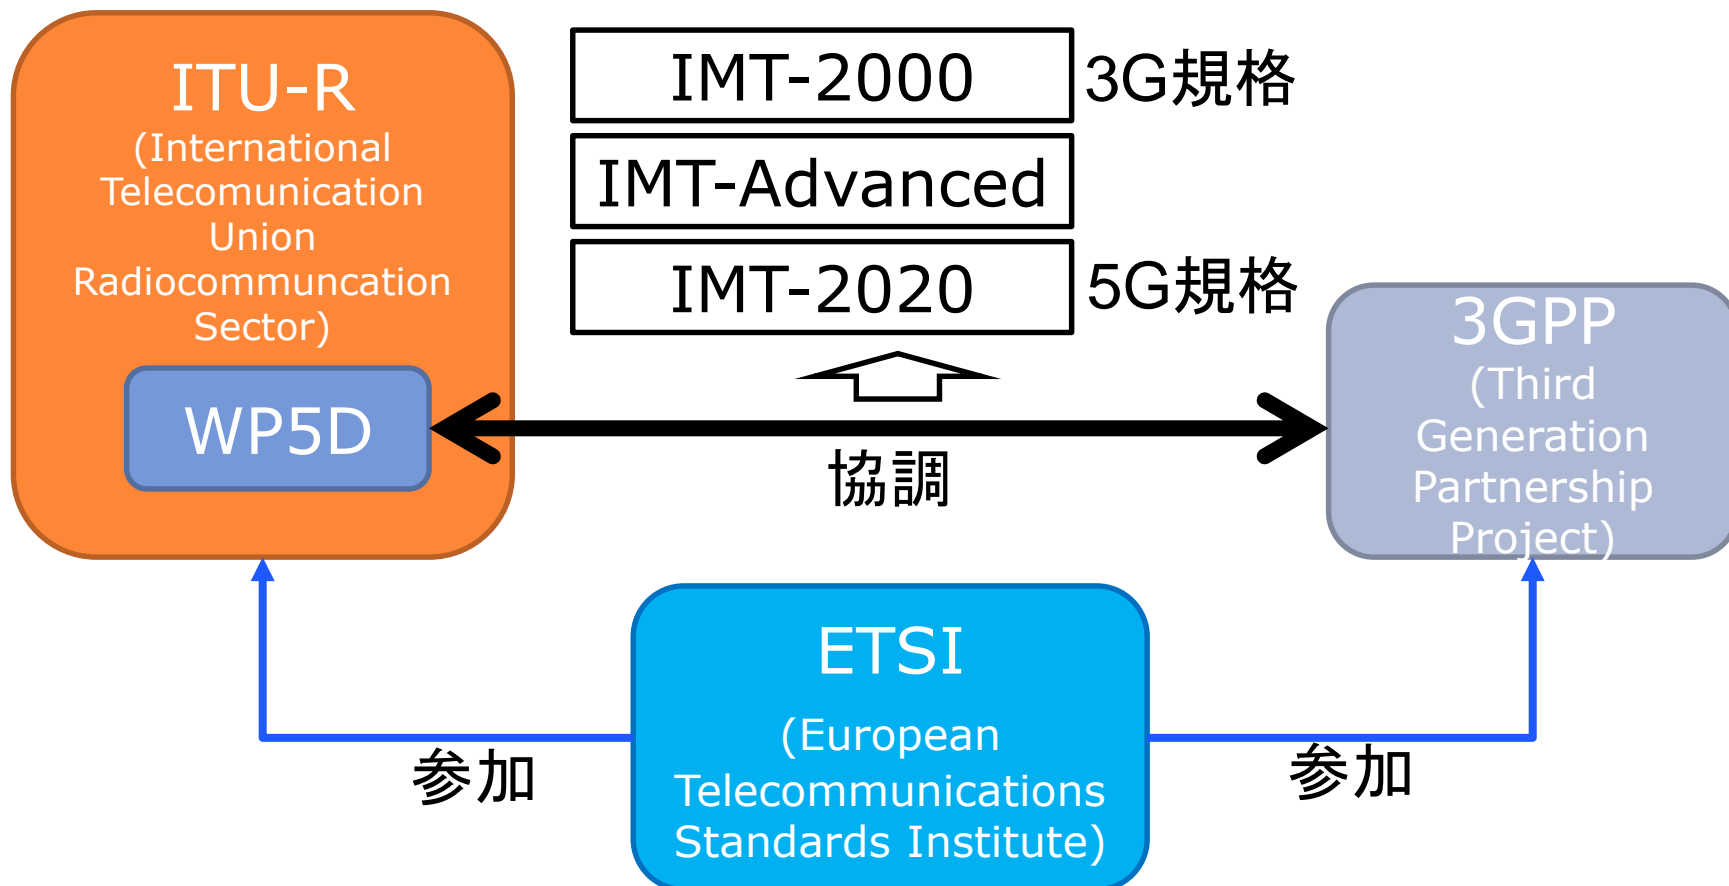 ITU-R
(International
Telecomunication
Union
Radiocommuncation
Sector)
WP5D
IMT-2000
3G規格
IMT-Advanced
IMT-2020
5G規格
協調
3GPP
(Third
Generation
Partnership
Project)
ETSI
(European
Telecommunications
Standards Institute)
参加
参加